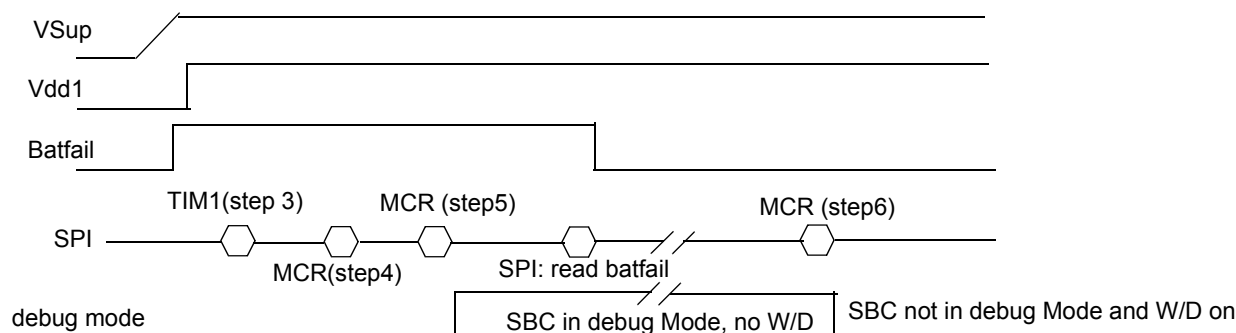 VSup
Vdd1
Batfail
TIM1(step 3)
MCR (step5)
MCR (step6)
SPI
MCR(step4)
SPI: read batfail
debug mode
SBC in debug Mode, no W/D
SBC not in debug Mode and W/D on